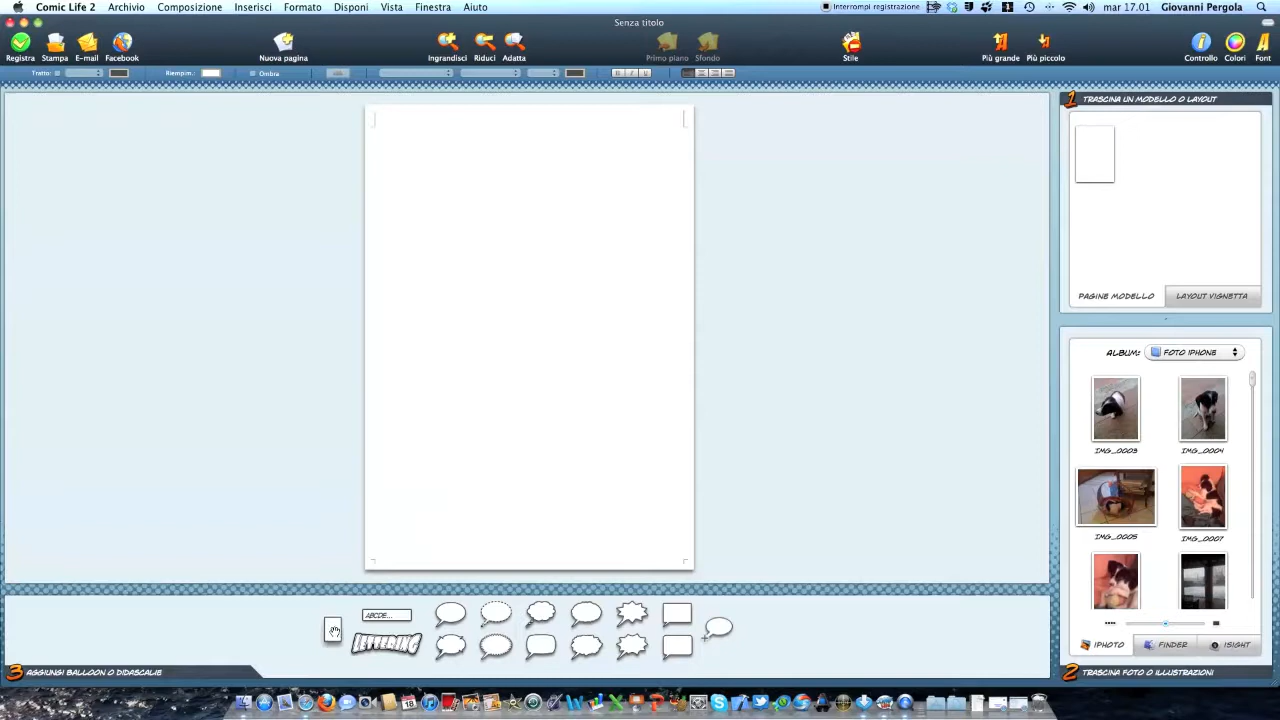 Comic Life 2 Archivio Composizione Inserisci Formato Disponi Vista Finestra Aiuto Interrompi registrazione mar 17.01 Giovanni Pergola
Senza titolo
Registra Stampa E-mail Facebook Nuova pagina Ingrandisci Riduci Adatta Primo piano Sfondo Stile Più grande Più piccolo Controllo Colori Font
Tratto: Riempim.: Ombra B I U
1 TRASCINA UN MODELLO O LAYOUT
PAGINE MODELLO LAYOUT VIGNETTA
ALBUM: FOTO IPHONE
IMG_0003 IMG_0004
IMG_0005 IMG_0007
ABCDE...
LETTERING
IPHOTO FINDER ISIGHT
3 AGGIUNGI BALLOON O DIDASCALIE
2 TRASCINA FOTO O ILLUSTRAZIONI
18